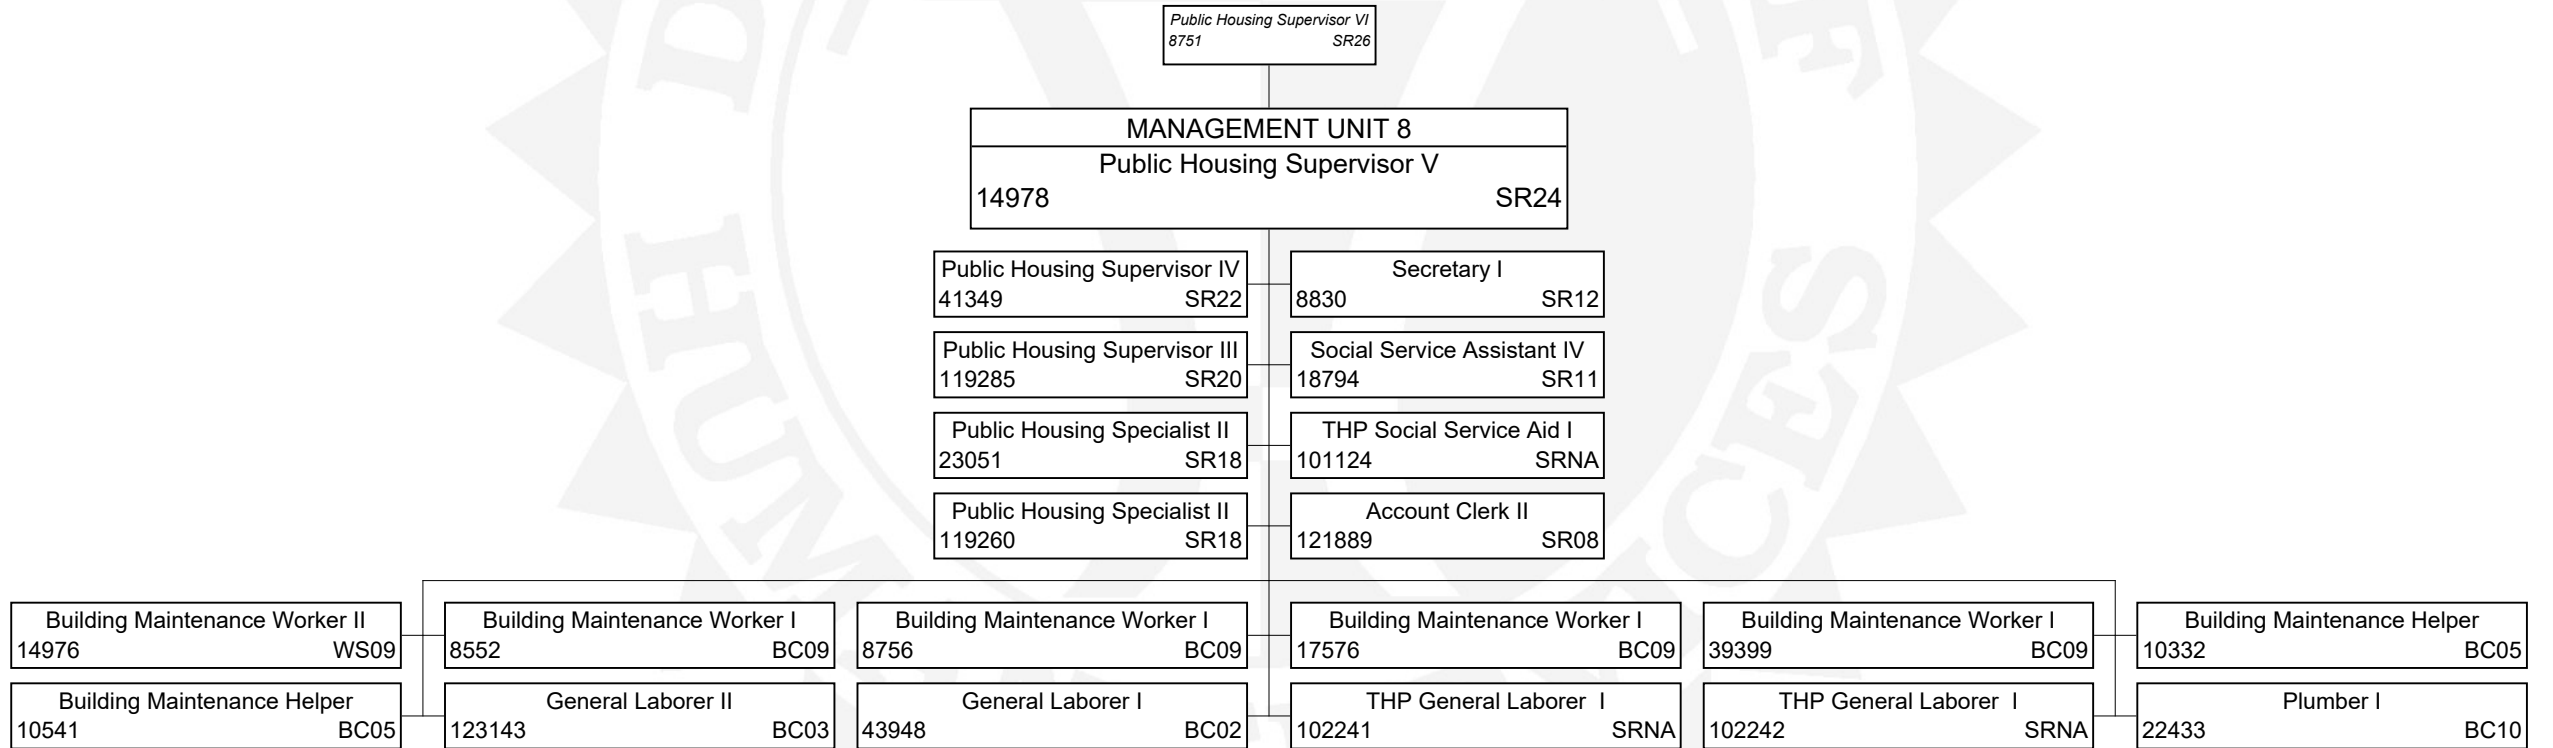 Public Housing Supervisor VI
8751 SR26
MANAGEMENT UNIT 8
Public Housing Supervisor V
14978 SR24
Public Housing Supervisor IV
41349 SR22
Secretary I
8830 SR12
Public Housing Supervisor III
119285 SR20
Social Service Assistant IV
18794 SR11
Public Housing Specialist II
23051 SR18
THP Social Service Aid I
101124 SRNA
Public Housing Specialist II
119260 SR18
Account Clerk II
121889 SR08
Building Maintenance Worker II
14976 WS09
Building Maintenance Worker I
8552 BC09
Building Maintenance Worker I
8756 BC09
Building Maintenance Worker I
17576 BC09
Building Maintenance Worker I
39399 BC09
Building Maintenance Helper
10332 BC05
Building Maintenance Helper
10541 BC05
General Laborer II
123143 BC03
General Laborer I
43948 BC02
THP General Laborer I
102241 SRNA
THP General Laborer I
102242 SRNA
Plumber I
22433 BC10